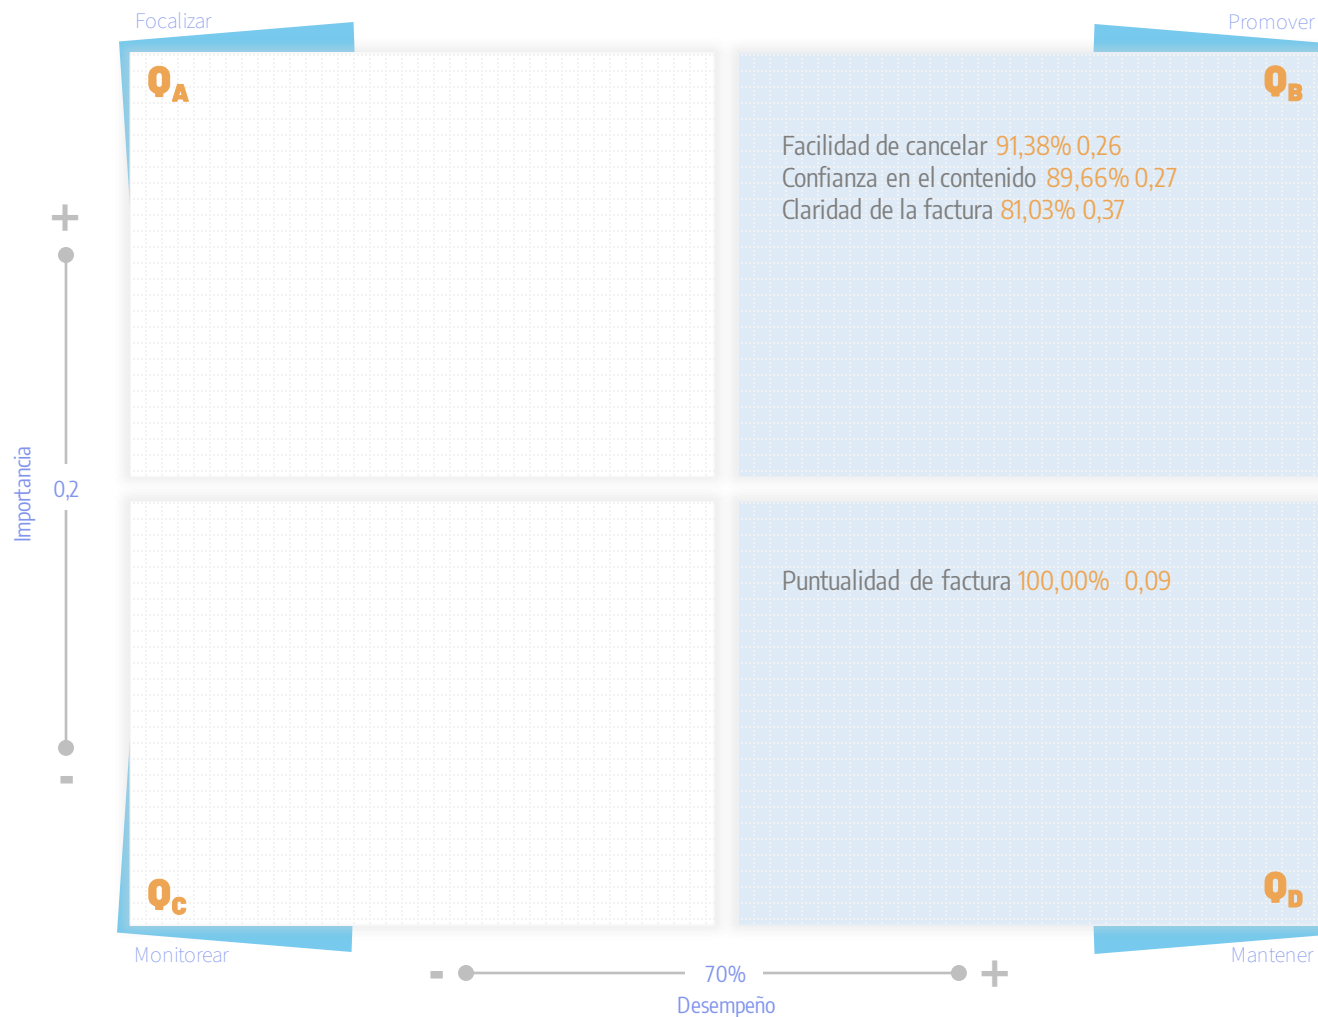 Focalizar
Promover
QA
QB
Facilidad de cancelar 91,38% 0,26
Confianza en el contenido 89,66% 0,27
Claridad de la factura 81,03% 0,37
+
Importancia
0,2
Puntualidad de factura 100,00% 0,09
-
QC
QD
Monitorear
Mantener
- 70% +
Desempeño